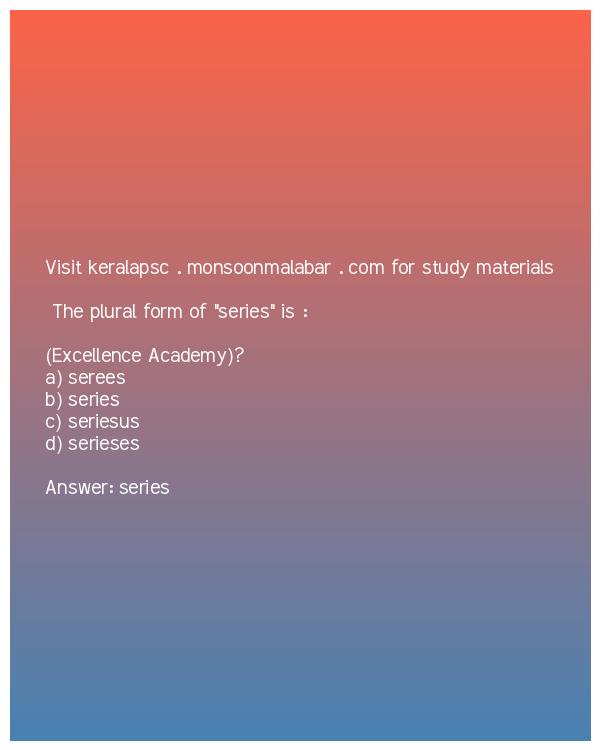 Visit keralapsc . monsoonmalabar . com for study materials
The plural form of "series" is :
(Excellence Academy)?
a) serees
b) series
c) seriesus
d) serieses
Answer: series